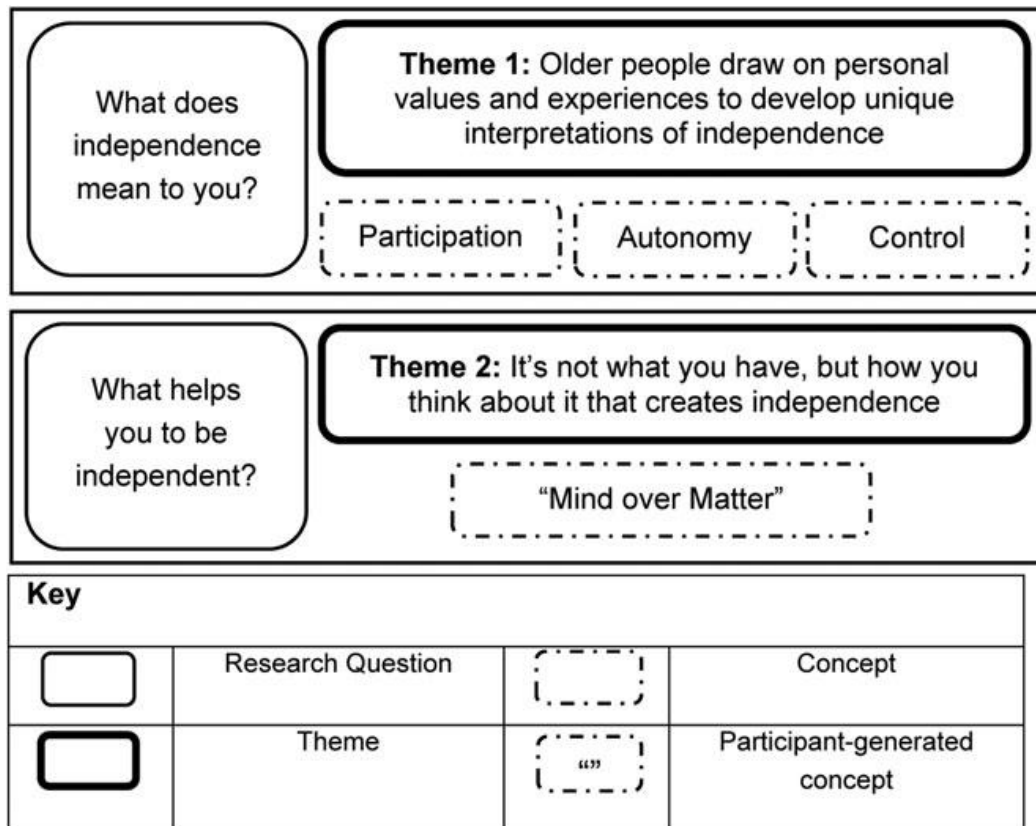 What does
independence
mean to you?
Theme 1: Older people draw on personal
values and experiences to develop unique
interpretations of independence
Participation
Autonomy
Control
What helps
you to be
independent?
Theme 2: It’s not what you have, but how you
think about it that creates independence
“Mind over Matter”
Key
Research Question
Concept
Theme
“”
Participant-generated
concept